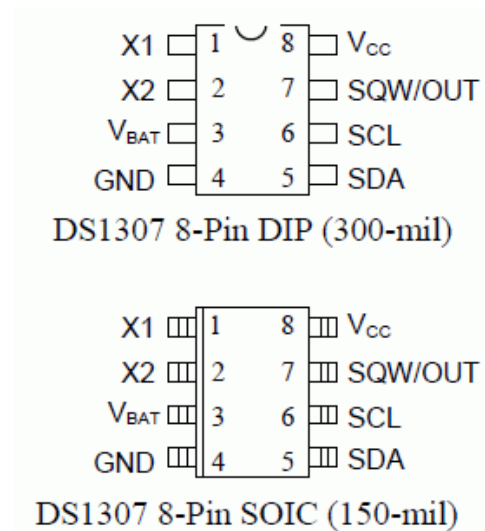 X1 1 8 VCC
X2 2 7 SQW/OUT
VBAT 3 6 SCL
GND 4 5 SDA
DS1307 8-Pin DIP (300-mil)
X1 1 8 VCC
X2 2 7 SQW/OUT
VBAT 3 6 SCL
GND 4 5 SDA
DS1307 8-Pin SOIC (150-mil)